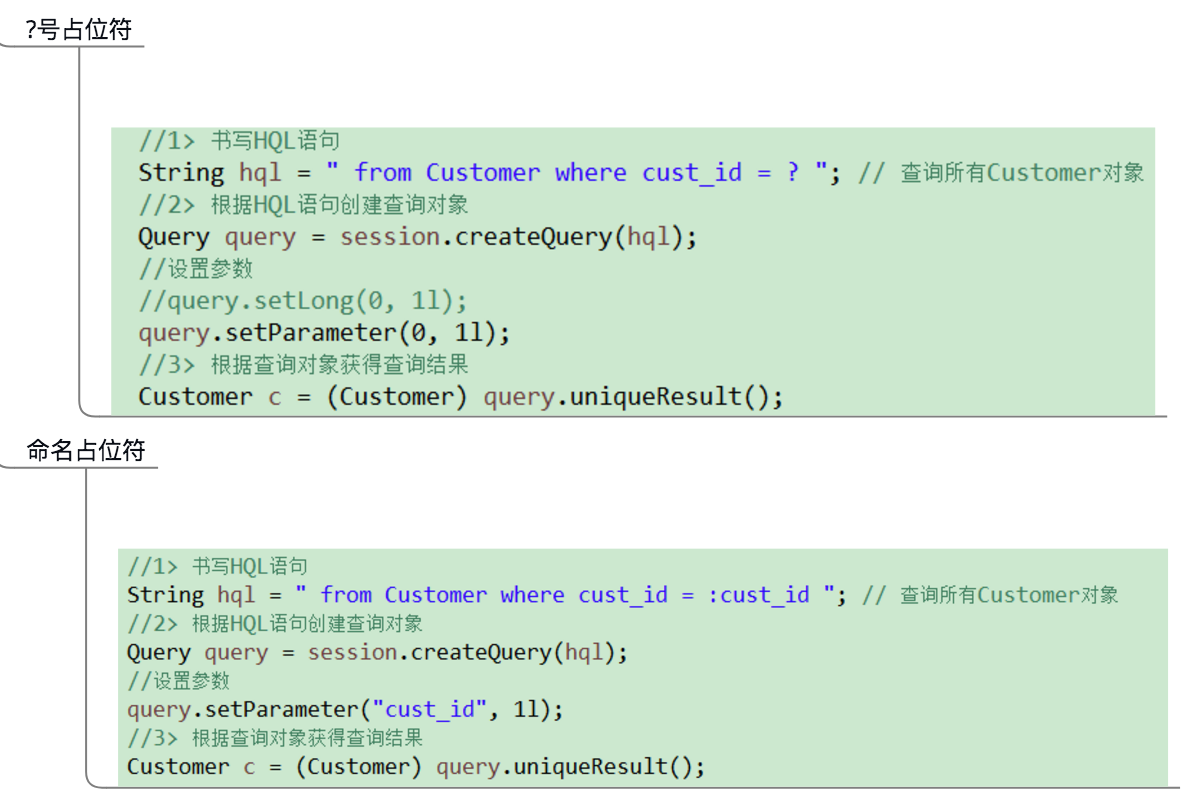 ?号占位符
//1> 书写HQL语句
String hql = " from Customer where cust_id = ? "; // 查询所有Customer对象
//2> 根据HQL语句创建查询对象
Query query = session.createQuery(hql);
//设置参数
//query.setLong(0, 1l);
query.setParameter(0, 1l);
//3> 根据查询对象获得查询结果
Customer c = (Customer) query.uniqueResult();
命名占位符
//1> 书写HQL语句
String hql = " from Customer where cust_id = :cust_id "; // 查询所有Customer对象
//2> 根据HQL语句创建查询对象
Query query = session.createQuery(hql);
//设置参数
query.setParameter("cust_id", 1l);
//3> 根据查询对象获得查询结果
Customer c = (Customer) query.uniqueResult();